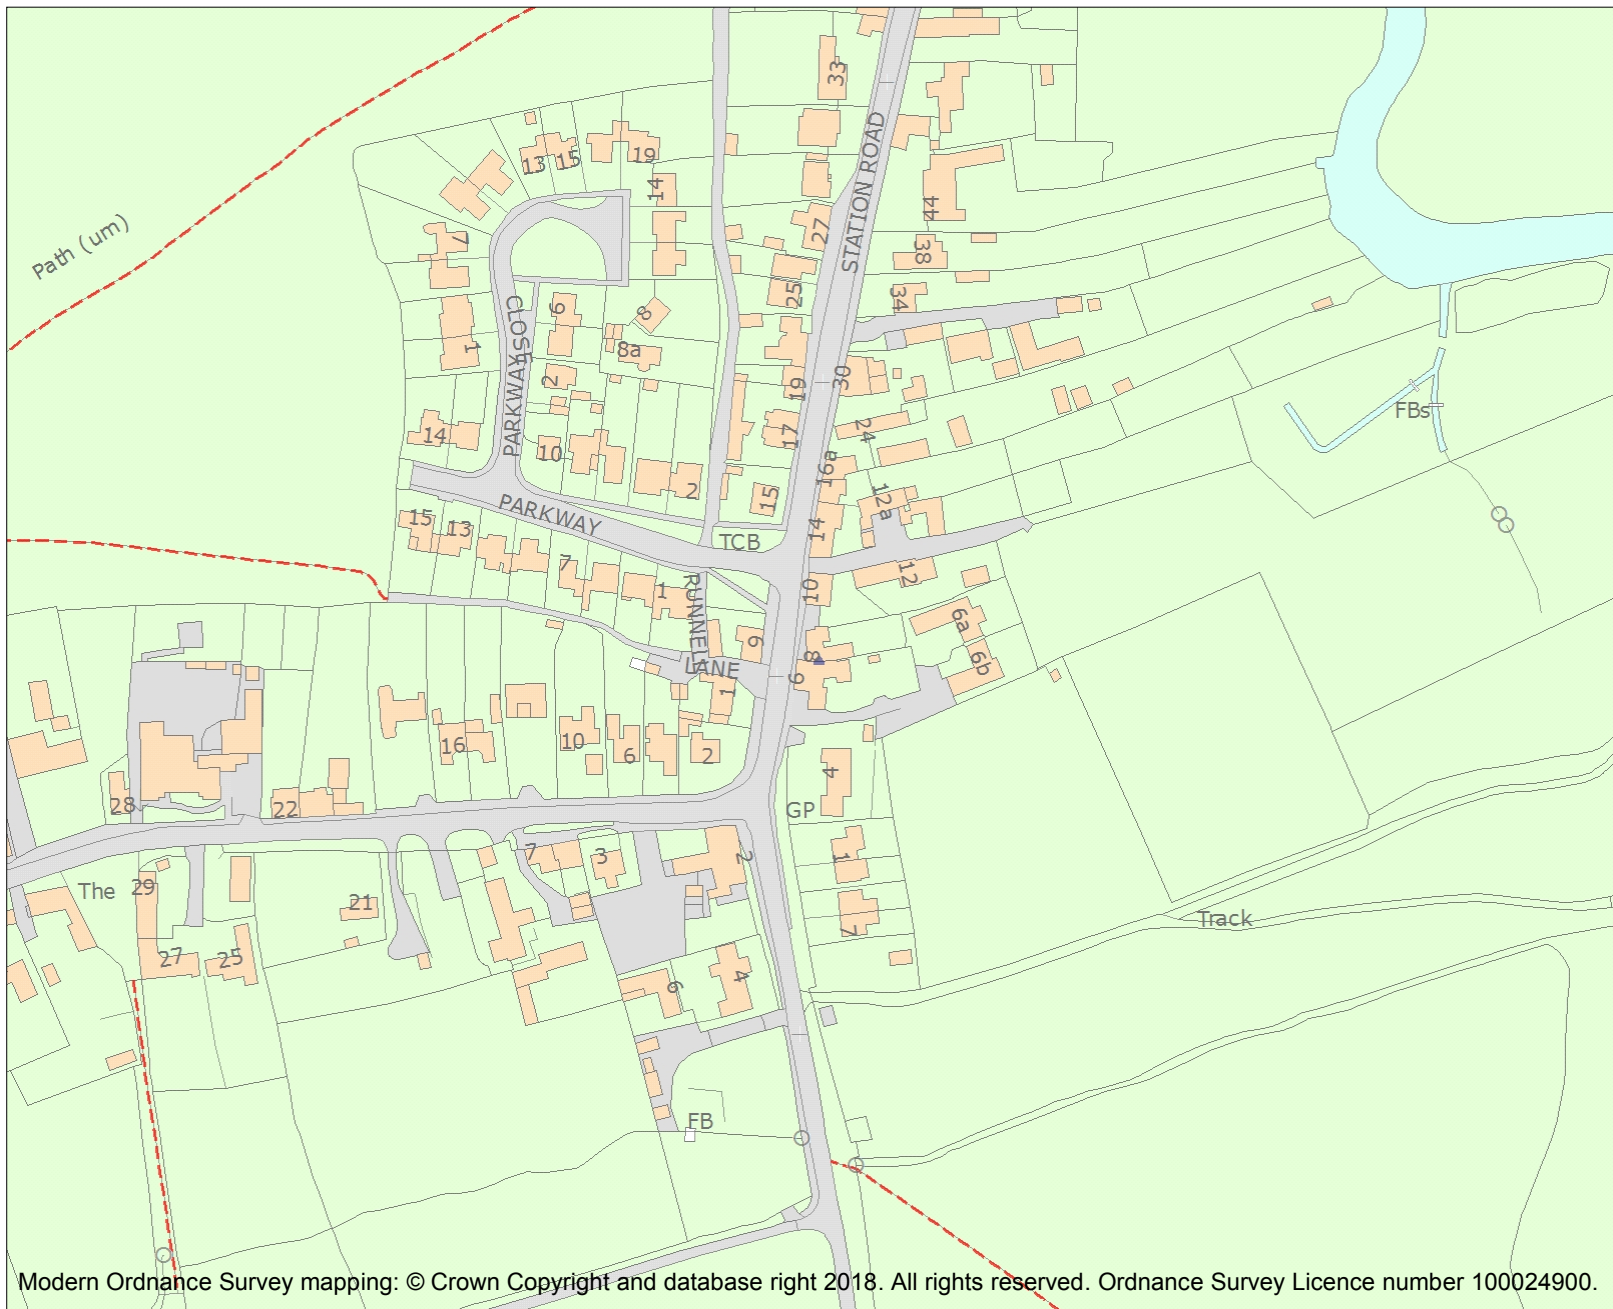 33
STATION ROAD
13
15
19
14
44
27
7
38
Path (um)
25
34
6
8
CLOSE
PARKWAY
1
8a
2
19
30
FBs
17
24
14
10
16a
2
15
12a
PARKWAY
15
13
14
TCB
7
1
RUNNEL
10
12
6a
9
8
6b
LANE
6
1
16
10
6
2
4
28
22
GP
7
3
2
1
The
29
21
Track
7
27
25
6
4
FB
Modern Ordnance Survey mapping: © Crown Copyright and database right 2018. All rights reserved. Ordnance Survey Licence number 100024900.